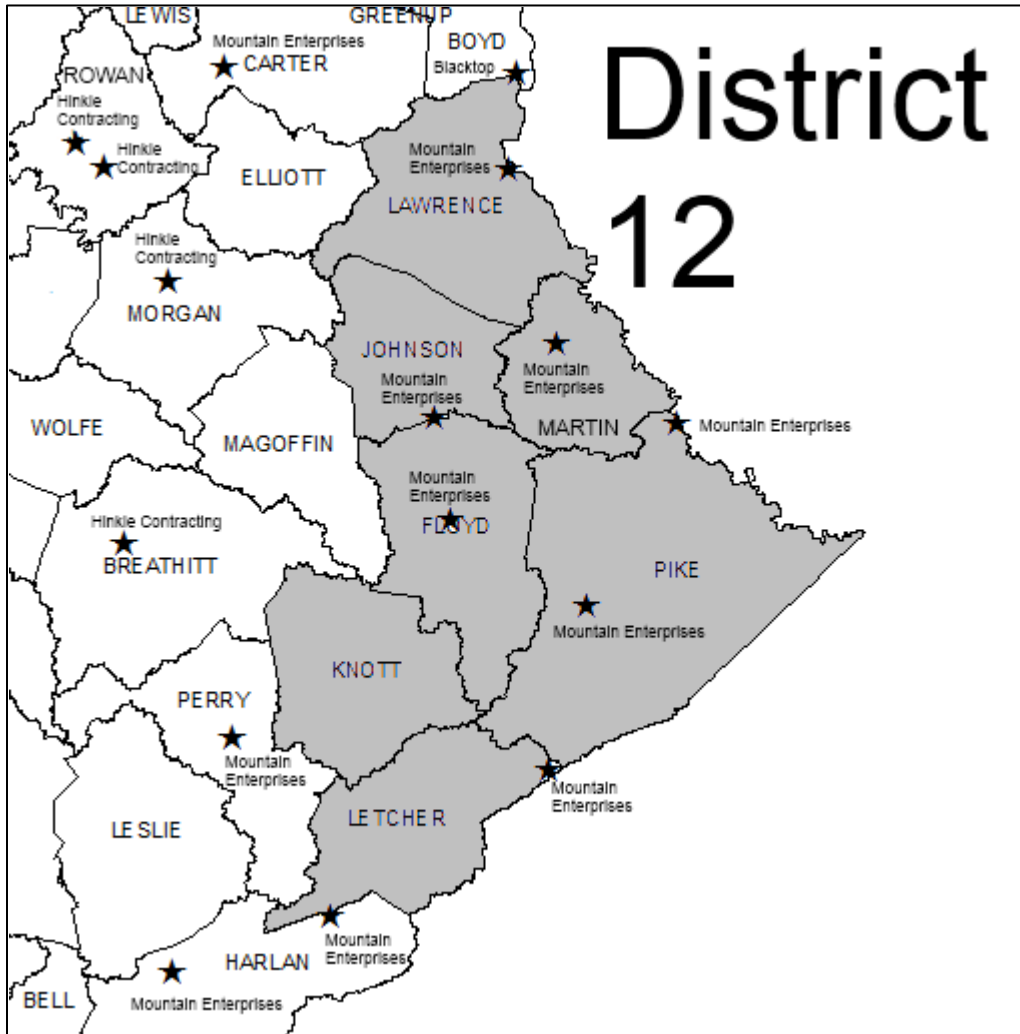 LEWIS
GREENUP
Mountain Enterprises
CARTER
BOYD
Blacktop
District
12
ROWAN
Hinkle
Contracting
Hinkle
Contracting
ELLIOTT
Mountain
Enterprises
LAWRENCE
Hinkle
Contracting
MORGAN
JOHNSON
Mountain
Enterprises
Mountain
Enterprises
MARTIN
Mountain Enterprises
WOLFE
MAGOFFIN
Mountain
Enterprises
FLOYD
Hinkle Contracting
BREATHITT
PIKE
Mountain Enterprises
KNOTT
PERRY
Mountain
Enterprises
Mountain
Enterprises
LETCHER
LESLIE
Mountain
Enterprises
HARLAN
Mountain Enterprises
BELL